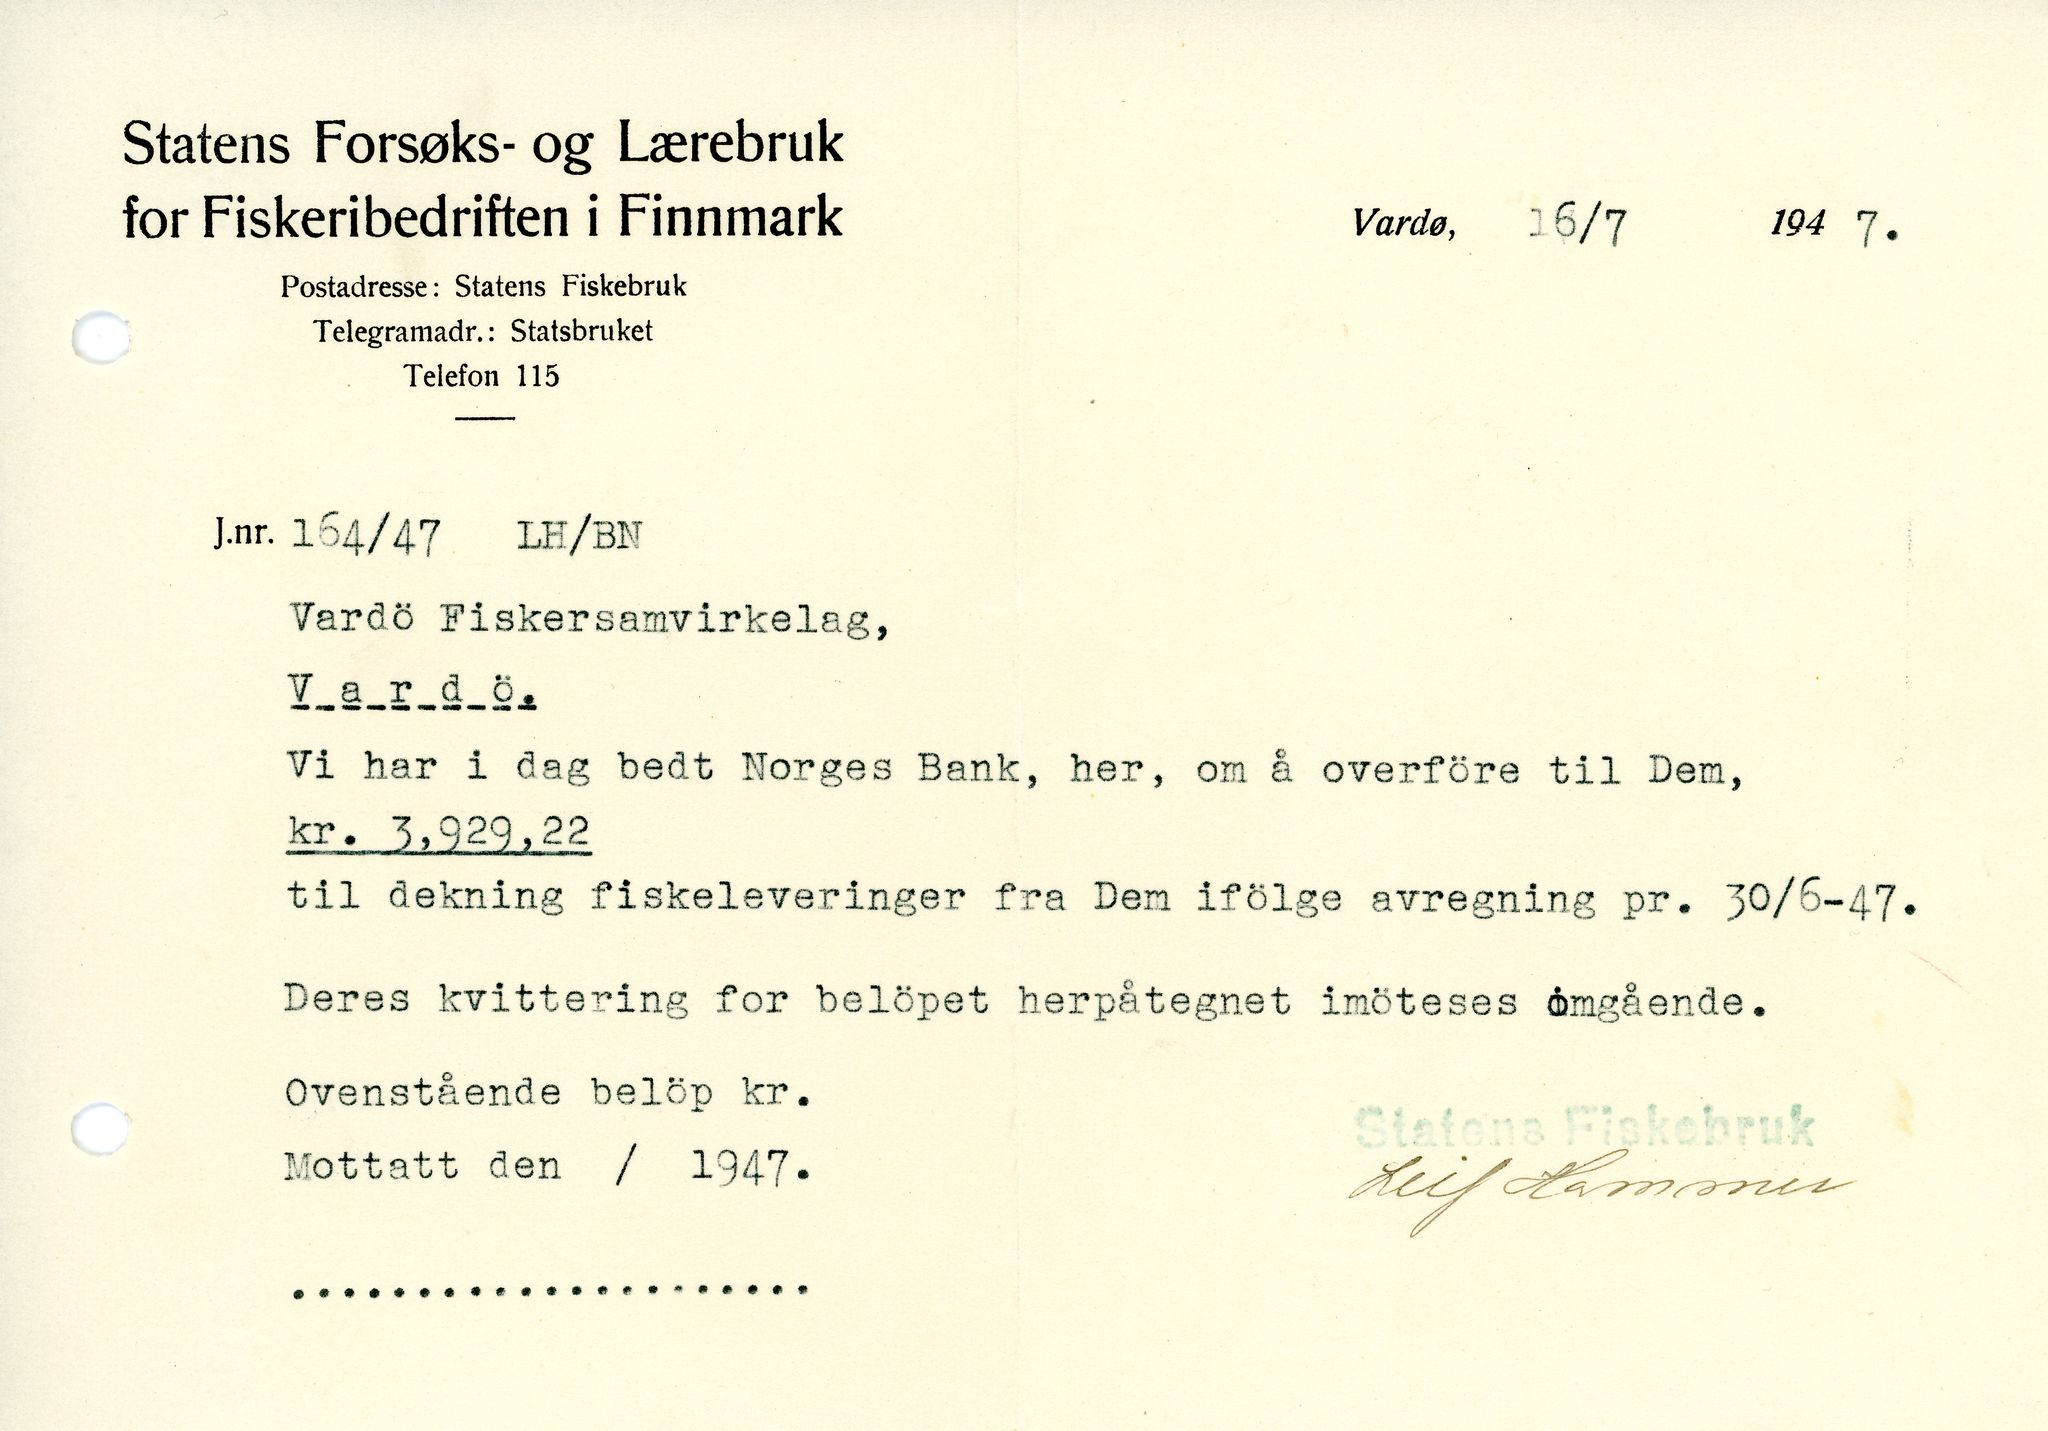 Statens Forsøks- og Lærebruk
for Fiskeribedriften i Finnmark
Postadresse: Statens Fiskebruk
Telegramadr.: Statsbruket
Telefon 115
Vardø, 16/7 1947.
J.nr. 164/47 LH/BN
Vardö Fiskersamvirkelag,
V a r d ö.
Vi har i dag bedt Norges Bank, her, om å overföre til Dem,
kr. 3,929,22
til dekning fiskeleveringer fra Dem ifölge avregning pr. 30/6-47.
Deres kvittering for belöpet herpåtegnet imöteses omgående.
Ovenstående belöp kr.
Mottatt den / 1947.
Statens Fiskebruk
Leif Hammer
.....................